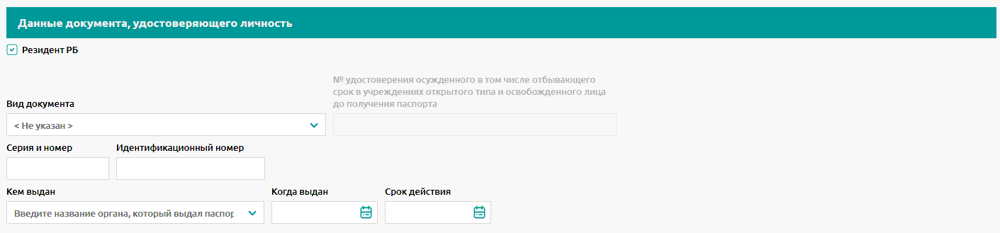 Данные документа, удостоверяющего личность
Резидент РБ
№ удостоверения осужденного в том числе отбывающего
срок в учреждениях открытого типа и освобожденного лица
до получения паспорта
Вид документа
< Не указан >
Серия и номер Идентификационный номер
Кем выдан Когда выдан Срок действия
Введите название органа, который выдал паспор